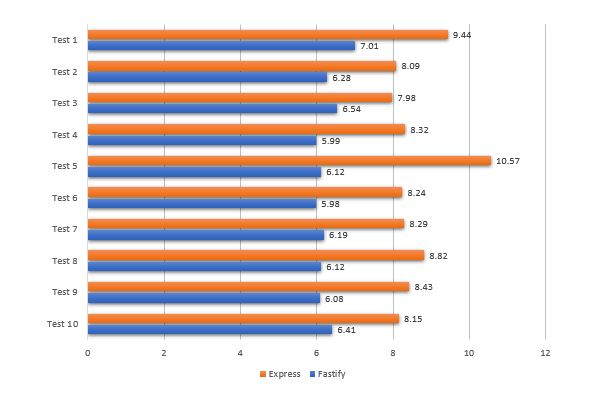 Test 1
9.44
7.01
Test 2
8.09
6.28
Test 3
7.98
6.54
Test 4
8.32
5.99
Test 5
10.57
6.12
Test 6
8.24
5.98
Test 7
8.29
6.19
Test 8
8.82
6.12
Test 9
8.43
6.08
Test 10
8.15
6.41
0 2 4 6 8 10 12
Express Fastify